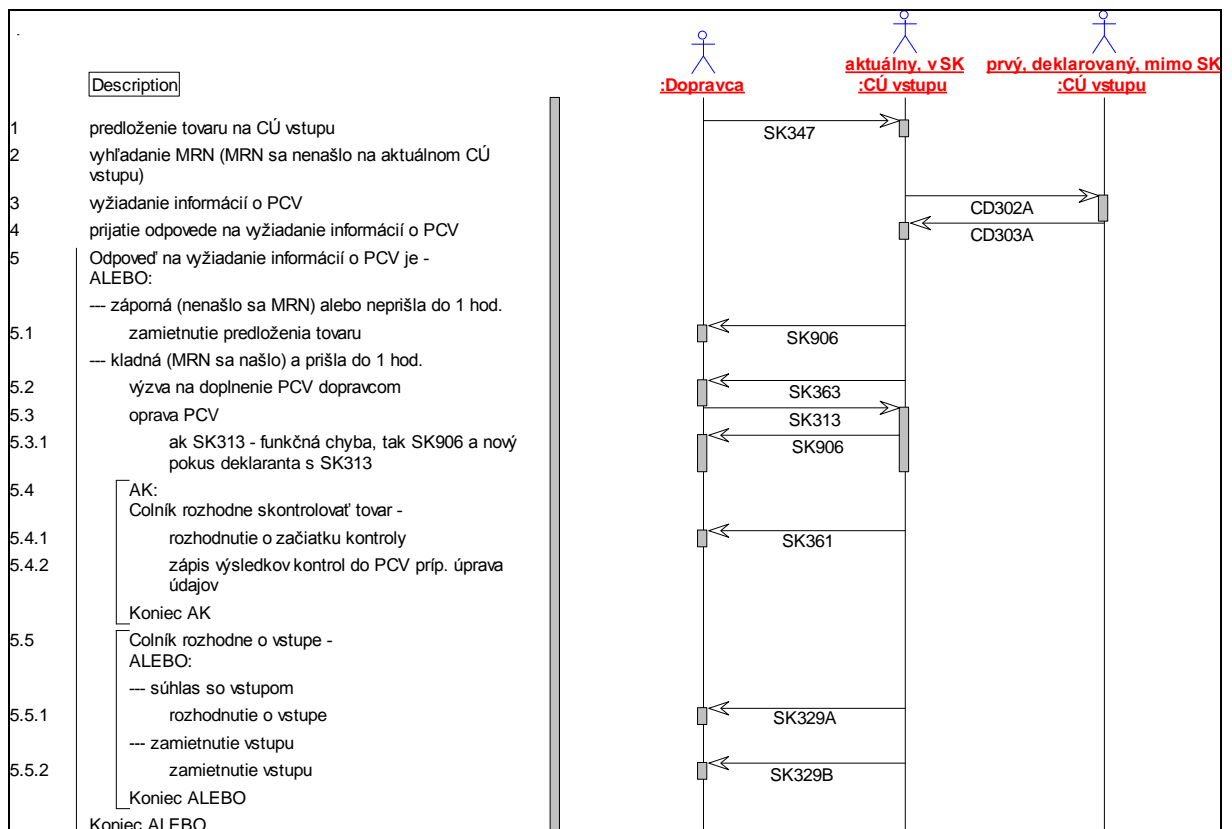 aktuálny, v SK
prvý, deklarovaný, mimo SK
Description
:Dopravca
:CÚ vstupu
:CÚ vstupu
1 predloženie tovaru na CÚ vstupu
SK347
2 vyhľadanie MRN (MRN sa nenašlo na aktuálnom CÚ
vstupu)
3 vyžiadanie informácií o PCV
CD302A
4 prijatie odpovede na vyžiadanie informácií o PCV
CD303A
5 Odpoveď na vyžiadanie informácií o PCV je -
ALEBO:
--- záporná (nenašlo sa MRN) alebo neprišla do 1 hod.
5.1 zamietnutie predloženia tovaru
SK906
--- kladná (MRN sa našlo) a prišla do 1 hod.
5.2 výzva na doplnenie PCV dopravcom
SK363
5.3 oprava PCV
SK313
5.3.1 ak SK313 - funkčná chyba, tak SK906 a nový
SK906
pokus deklaranta s SK313
5.4 AK:
Colník rozhodne skontrolovať tovar -
5.4.1 rozhodnutie o začiatku kontroly
SK361
5.4.2 zápis výsledkov kontrol do PCV príp. úprava
údajov
Koniec AK
5.5 Colník rozhodne o vstupe -
ALEBO:
--- súhlas so vstupom
5.5.1 rozhodnutie o vstupe
SK329A
--- zamietnutie vstupu
5.5.2 zamietnutie vstupu
SK329B
Koniec ALEBO
Koniec ALEBO